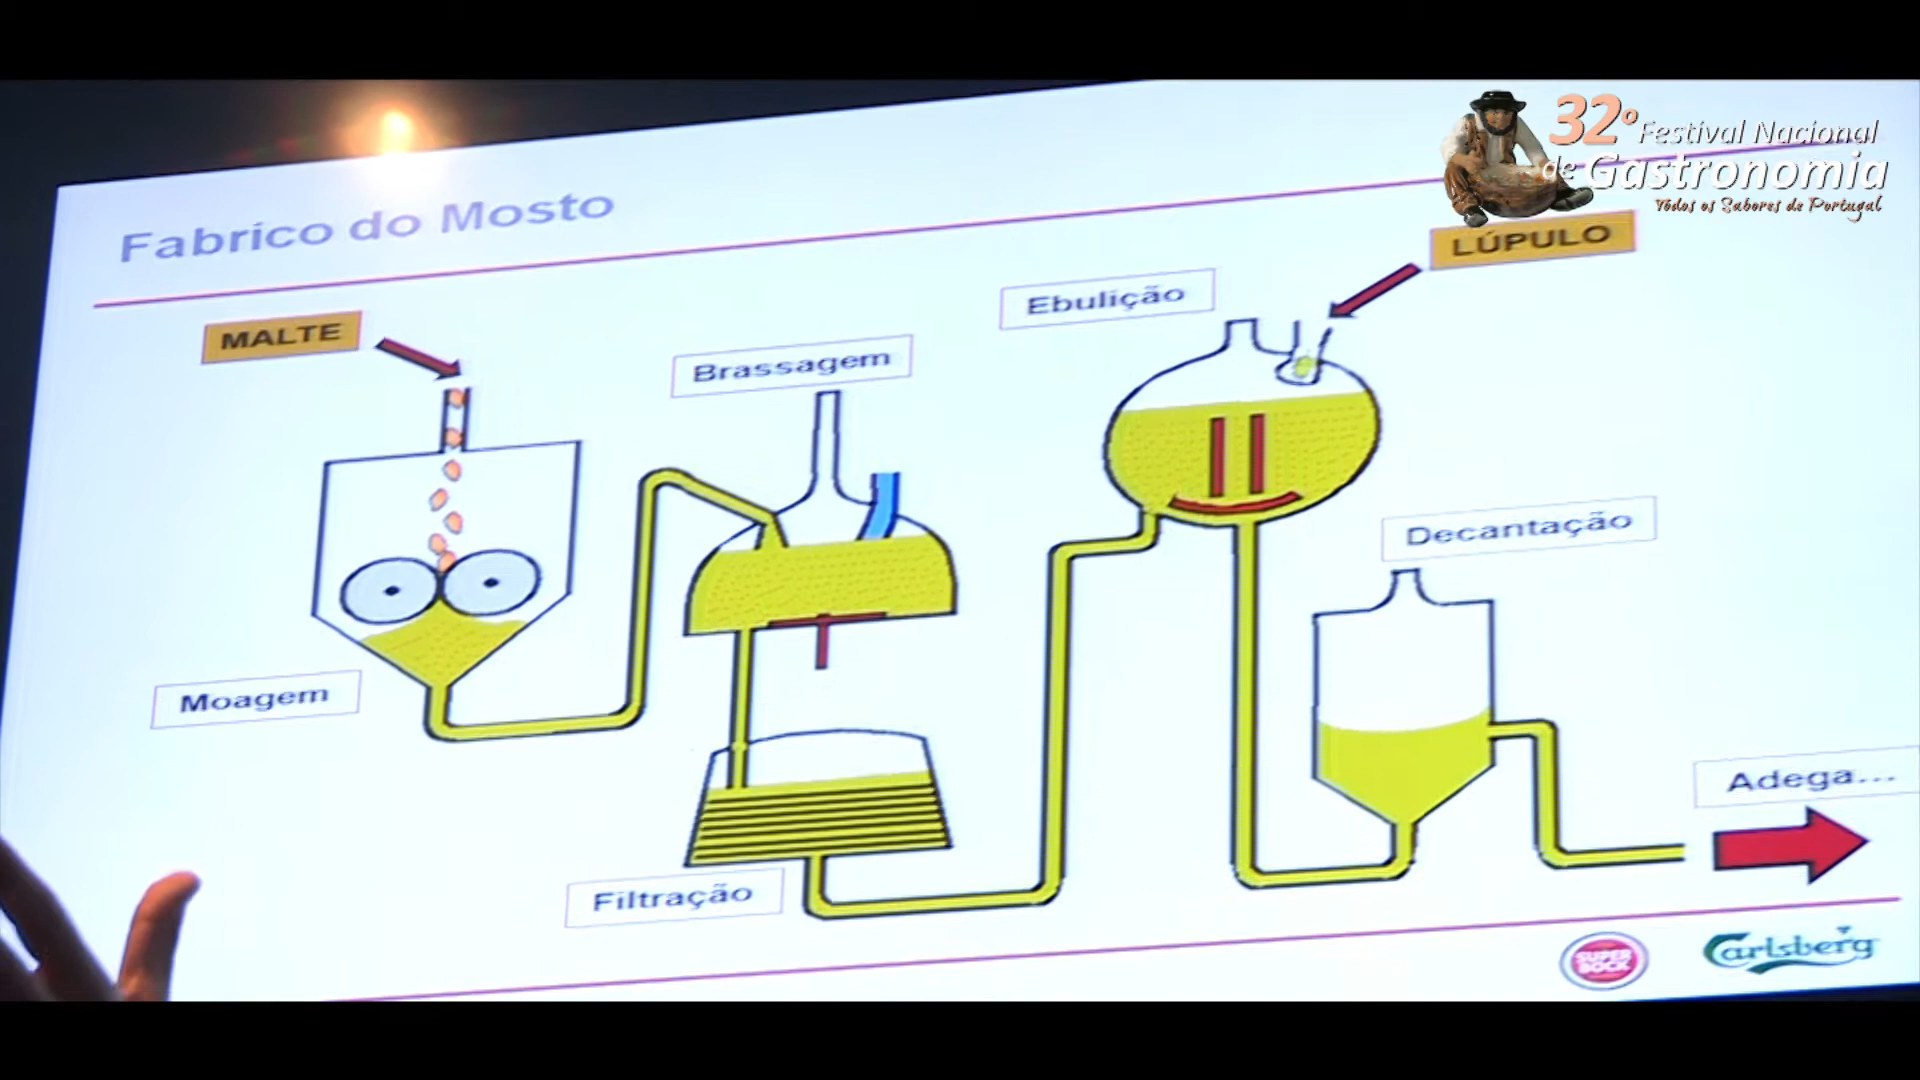 32º Festival Nacional
de Gastronomia
Todos os Sabores de Portugal
Fabrico do Mosto
LÚPULO
Ebulição
MALTE
Brassagem
Decantação
Moagem
Adega...
Filtração
SUPER
BOCK
Carlsberg